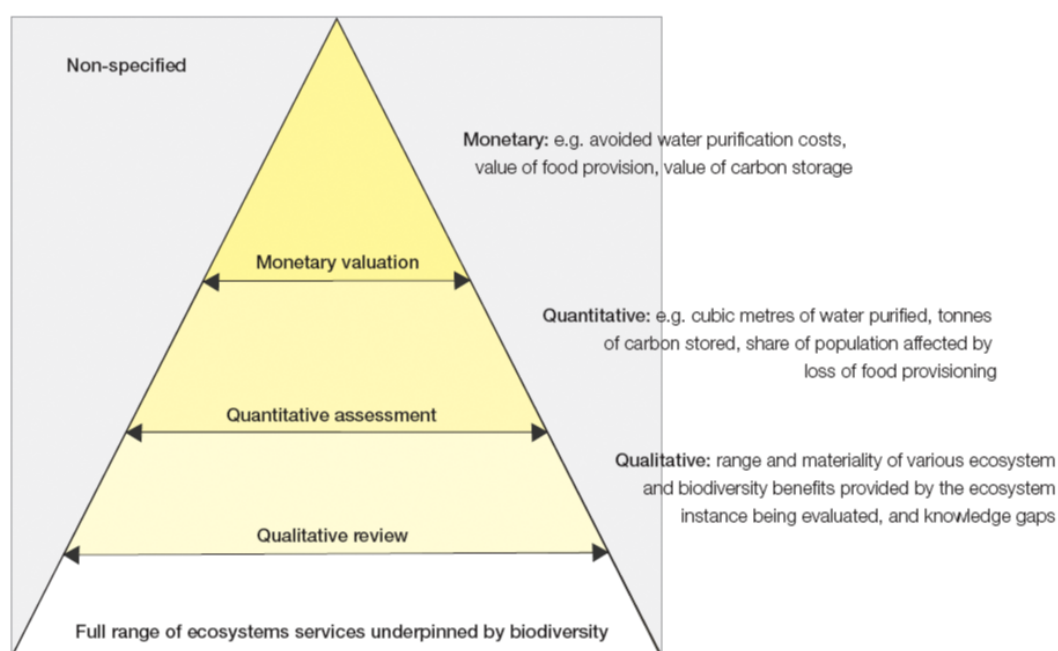 Non-specified
Monetary: e.g. avoided water purification costs,
value of food provision, value of carbon storage
Monetary valuation
Quantitative: e.g. cubic metres of water purified, tonnes
of carbon stored, share of population affected by
loss of food provisioning
Quantitative assessment
Qualitative: range and materiality of various ecosystem
and biodiversity benefits provided by the ecosystem
instance being evaluated, and knowledge gaps
Qualitative review
Full range of ecosystems services underpinned by biodiversity